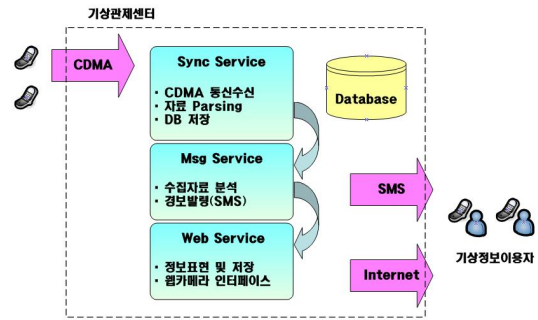 기상관제센터
CDMA
Sync Service
• CDMA 통신수신
• 자료 Parsing
• DB 저장
Database
Msg Service
• 수집자료 분석
• 경보발령(SMS)
SMS
Web Service
• 정보표현 및 저장
• 웹카메라 인터페이스
Internet
기상정보이용자